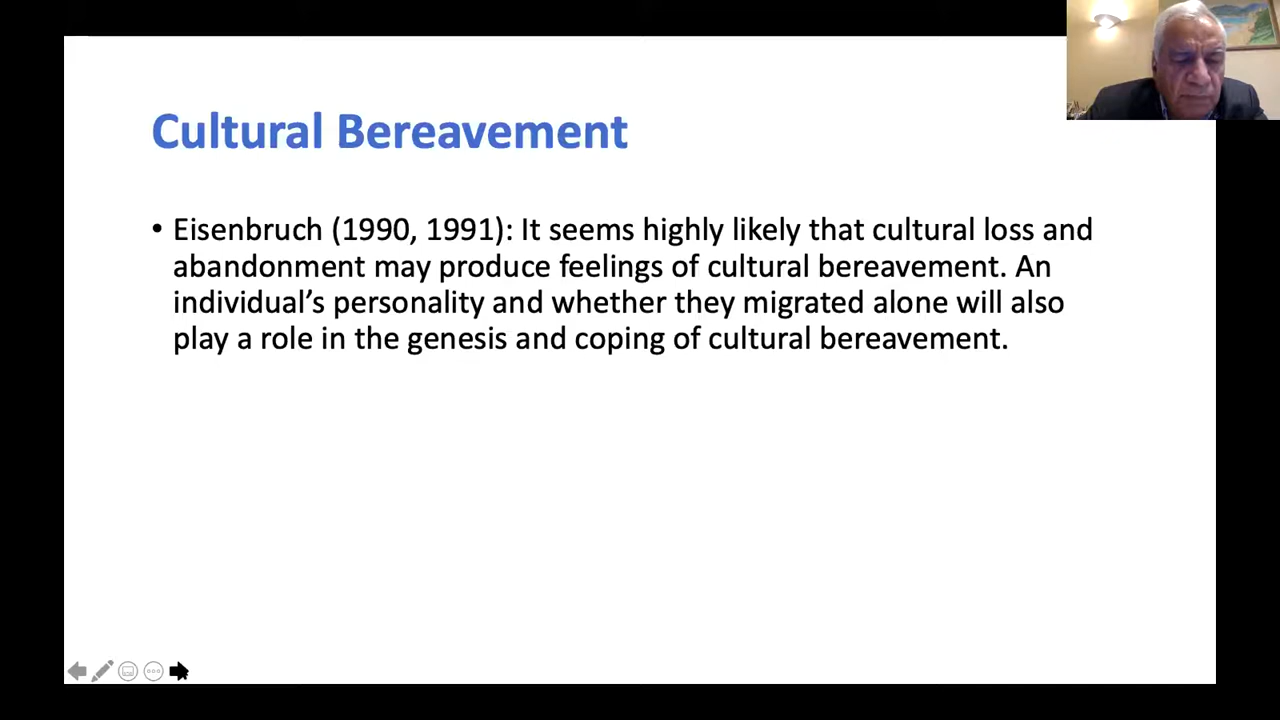 Cultural Bereavement
• Eisenbruch (1990, 1991): It seems highly likely that cultural loss and
abandonment may produce feelings of cultural bereavement. An
individual’s personality and whether they migrated alone will also
play a role in the genesis and coping of cultural bereavement.